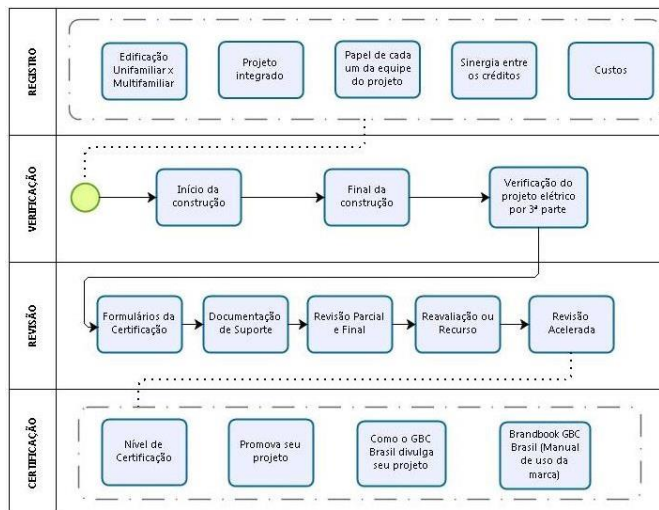 REGISTRO
Edificação
Unifamiliar x
Multifamiliar
Projeto
integrado
Papel de cada
um da equipe
do projeto
Sinergia entre
os créditos
Custos
VERIFICAÇÃO
Início da
construção
Final da
construção
Verificação do
projeto elétrico
por 3ª parte
REVISÃO
Formulários da
Certificação
Documentação
de Suporte
Revisão Parcial
e Final
Reavaliação ou
Recurso
Revisão
Acelerada
CERTIFICAÇÃO
Nível de
Certificação
Promova seu
projeto
Como o GBC
Brasil divulga
seu projeto
Brandbook GBC
Brasil (Manual
de uso da
marca)